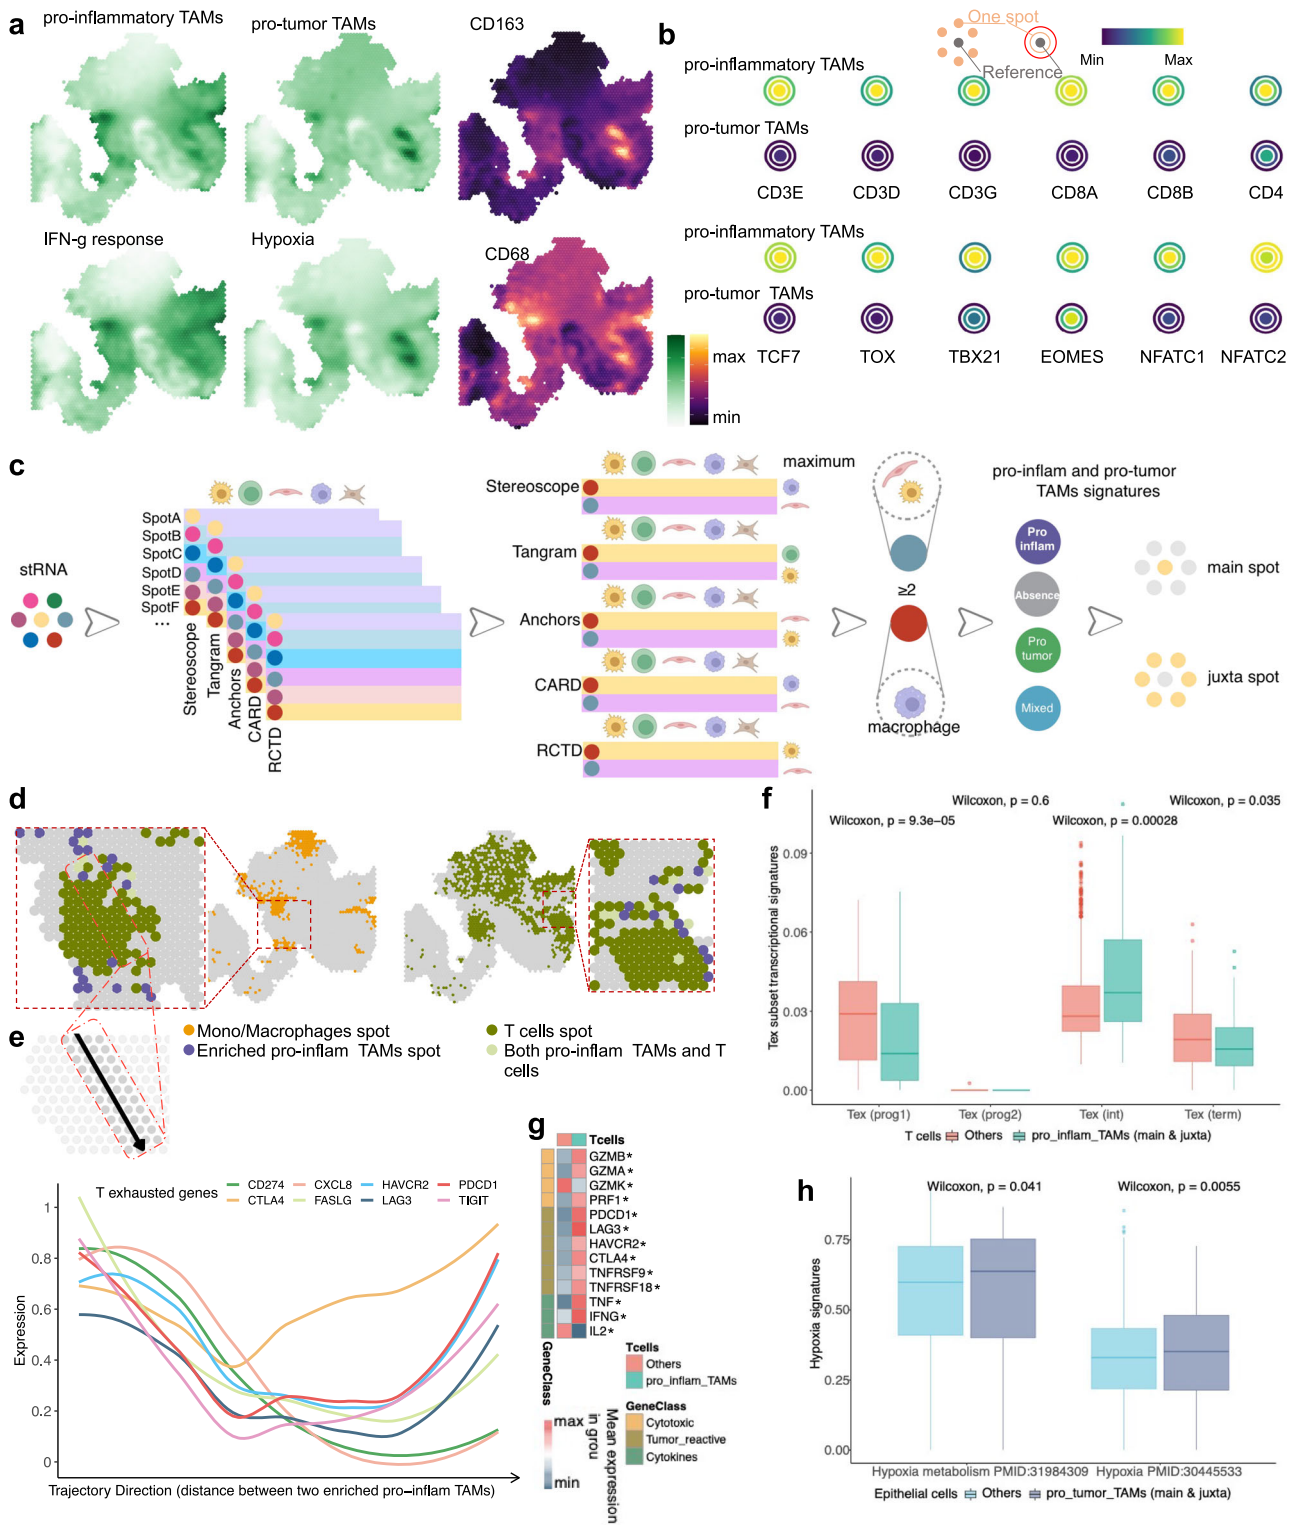 a
pro-inflammatory TAMs
pro-tumor TAMs
CD163
IFN-g response
Hypoxia
CD68
max
min
b
One spot
Reference
Min
Max
pro-inflammatory TAMs
pro-tumor TAMs
CD3E
CD3D
CD3G
CD8A
CD8B
CD4
pro-inflammatory TAMs
pro-tumor TAMs
TCF7
TOX
TBX21
EOMES
NFATC1
NFATC2
c
stRNA
SpotA
SpotB
SpotC
SpotD
SpotE
SpotF
...
Stereoscope
Tangram
Anchors
CARD
RCTD
Stereoscope
Tangram
Anchors
CARD
RCTD
maximum
≥2
macrophage
pro-inflam and pro-tumor
TAMs signatures
Pro
inflam
Absence
Pro
tumor
Mixed
main spot
juxta spot
d
Mono/Macrophages spot
Enriched pro-inflam TAMs spot
T cells spot
Both pro-inflam TAMs and T
cells
e
T exhausted genes
CD274
CXCL8
HAVCR2
PDCD1
CTLA4
FASLG
LAG3
TIGIT
Expression
1
0.8
0.6
0.4
0.2
0
Trajectory Direction (distance between two enriched pro-inflam TAMs)
f
Wilcoxon, p = 0.6
Wilcoxon, p = 0.035
Wilcoxon, p = 9.3e-05
Wilcoxon, p = 0.00028
Tex subset transcriptional signatures
0.09
0.06
0.03
0.00
Tex (prog1)
Tex (prog2)
Tex (int)
Tex (term)
T cells
Others
pro_inflam_TAMs (main & juxta)
g
Tcells
GZMB*
GZMA*
GZMK*
PRF1*
PDCD1*
LAG3*
HAVCR2*
CTLA4*
TNFRSF9*
TNFRSF18*
TNF*
IFNG*
IL2*
GeneClass
Tcells
Others
pro_inflam_TAMs
GeneClass
Cytotoxic
Tumor_reactive
Cytokines
max
min
Mean expression
in grou
h
Wilcoxon, p = 0.041
Wilcoxon, p = 0.0055
Hypoxia signatures
0.75
0.50
0.25
0.00
Hypoxia metabolism PMID:31984309
Hypoxia PMID:30445533
Epithelial cells
Others
pro_tumor_TAMs (main & juxta)